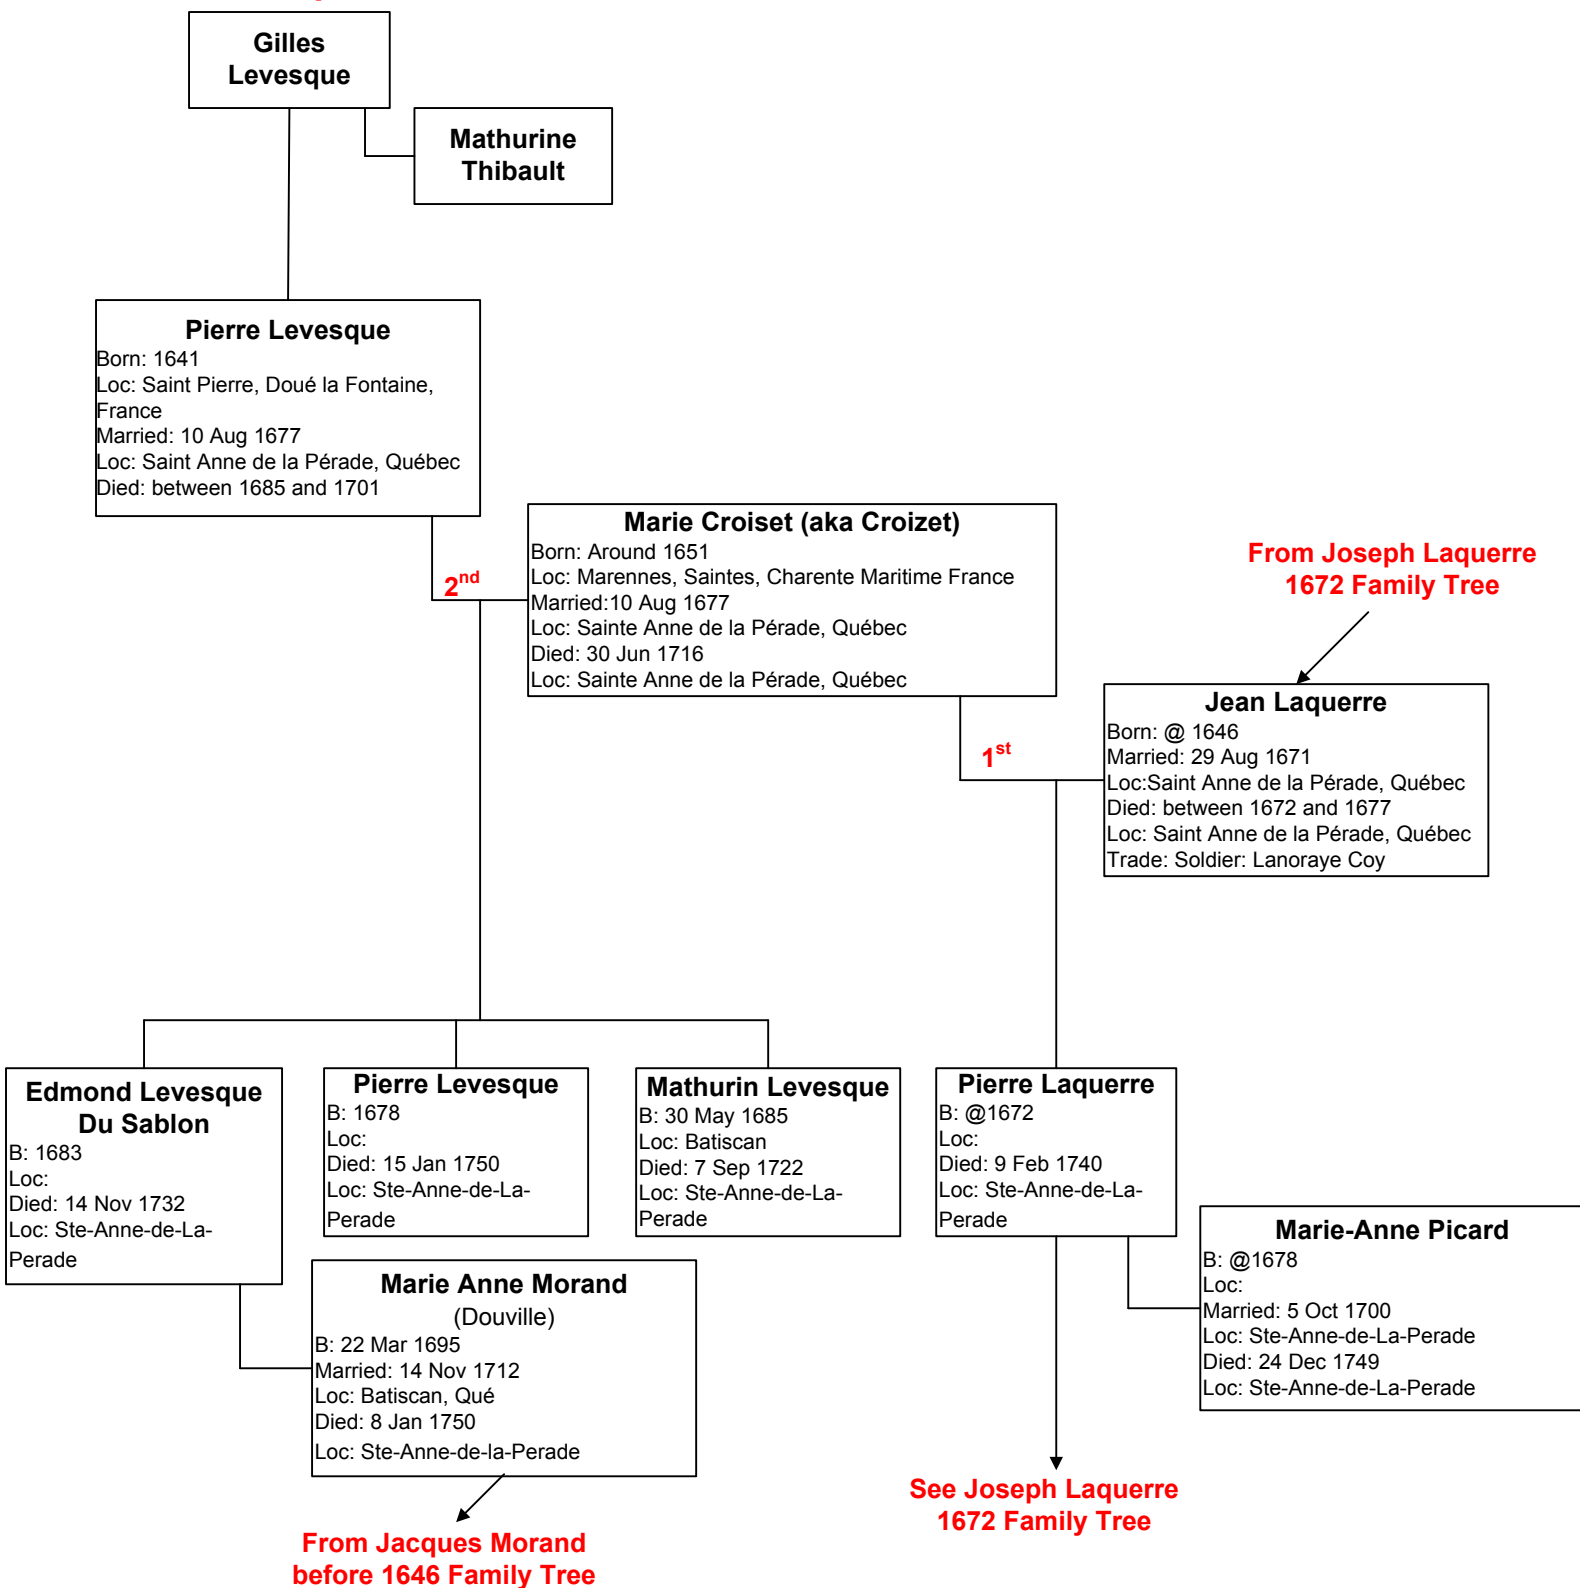 Gilles
Levesque
Mathurine
Thibault
Pierre Levesque
Born: 1641
Loc: Saint Pierre, Doué la Fontaine,
France
Married: 10 Aug 1677
Loc: Saint Anne de la Pérade, Québec
Died: between 1685 and 1701
2nd
Marie Croiset (aka Croizet)
Born: Around 1651
Loc: Marennes, Saintes, Charente Maritime France
Married:10 Aug 1677
Loc: Sainte Anne de la Pérade, Québec
Died: 30 Jun 1716
Loc: Sainte Anne de la Pérade, Québec
From Joseph Laquerre
1672 Family Tree
1st
Jean Laquerre
Born: @ 1646
Married: 29 Aug 1671
Loc:Saint Anne de la Pérade, Québec
Died: between 1672 and 1677
Loc: Saint Anne de la Pérade, Québec
Trade: Soldier: Lanoraye Coy
Edmond Levesque
Du Sablon
B: 1683
Loc:
Died: 14 Nov 1732
Loc: Ste-Anne-de-La-
Perade
Pierre Levesque
B: 1678
Loc:
Died: 15 Jan 1750
Loc: Ste-Anne-de-La-
Perade
Mathurin Levesque
B: 30 May 1685
Loc: Batiscan
Died: 7 Sep 1722
Loc: Ste-Anne-de-La-
Perade
Pierre Laquerre
B: @1672
Loc:
Died: 9 Feb 1740
Loc: Ste-Anne-de-La-
Perade
Marie-Anne Picard
B: @1678
Loc:
Married: 5 Oct 1700
Loc: Ste-Anne-de-La-Perade
Died: 24 Dec 1749
Loc: Ste-Anne-de-La-Perade
Marie Anne Morand
(Douville)
B: 22 Mar 1695
Married: 14 Nov 1712
Loc: Batiscan, Qué
Died: 8 Jan 1750
Loc: Ste-Anne-de-la-Perade
See Joseph Laquerre
1672 Family Tree
From Jacques Morand
before 1646 Family Tree